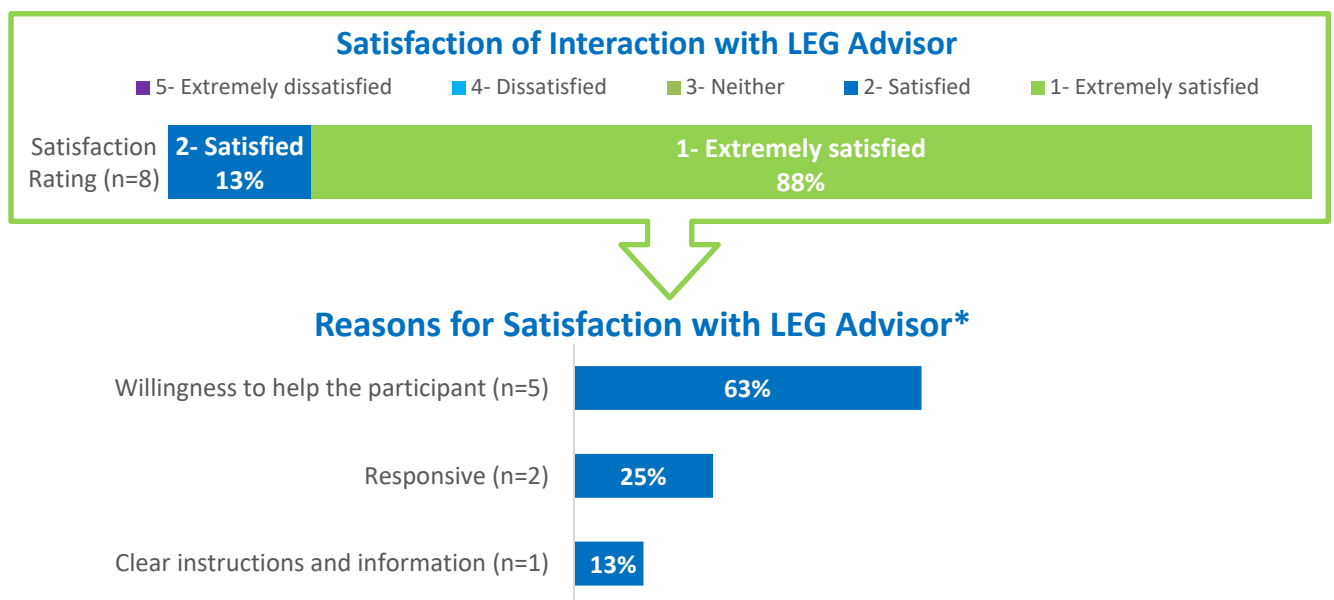 Satisfaction of Interaction with LEG Advisor
5- Extremely dissatisfied 4- Dissatisfied 3- Neither 2- Satisfied 1- Extremely satisfied
Satisfaction Rating (n=8)
2- Satisfied
13%
1- Extremely satisfied
88%
Reasons for Satisfaction with LEG Advisor*
Willingness to help the participant (n=5) 63%
Responsive (n=2) 25%
Clear instructions and information (n=1) 13%